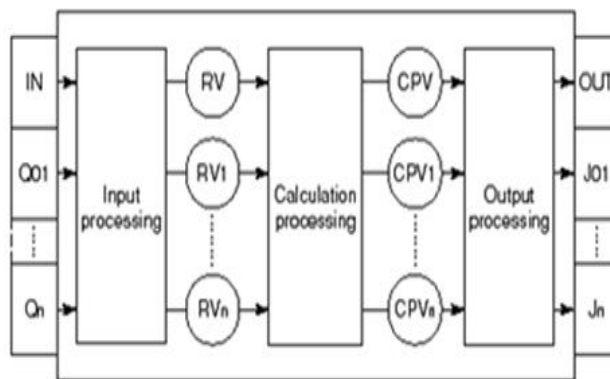 IN
RV
CPV
OUT
Q01
Input
processing
RV1
Calculation
processing
CPV1
Output
processing
J01
Qn
RVn
CPVn
Jn